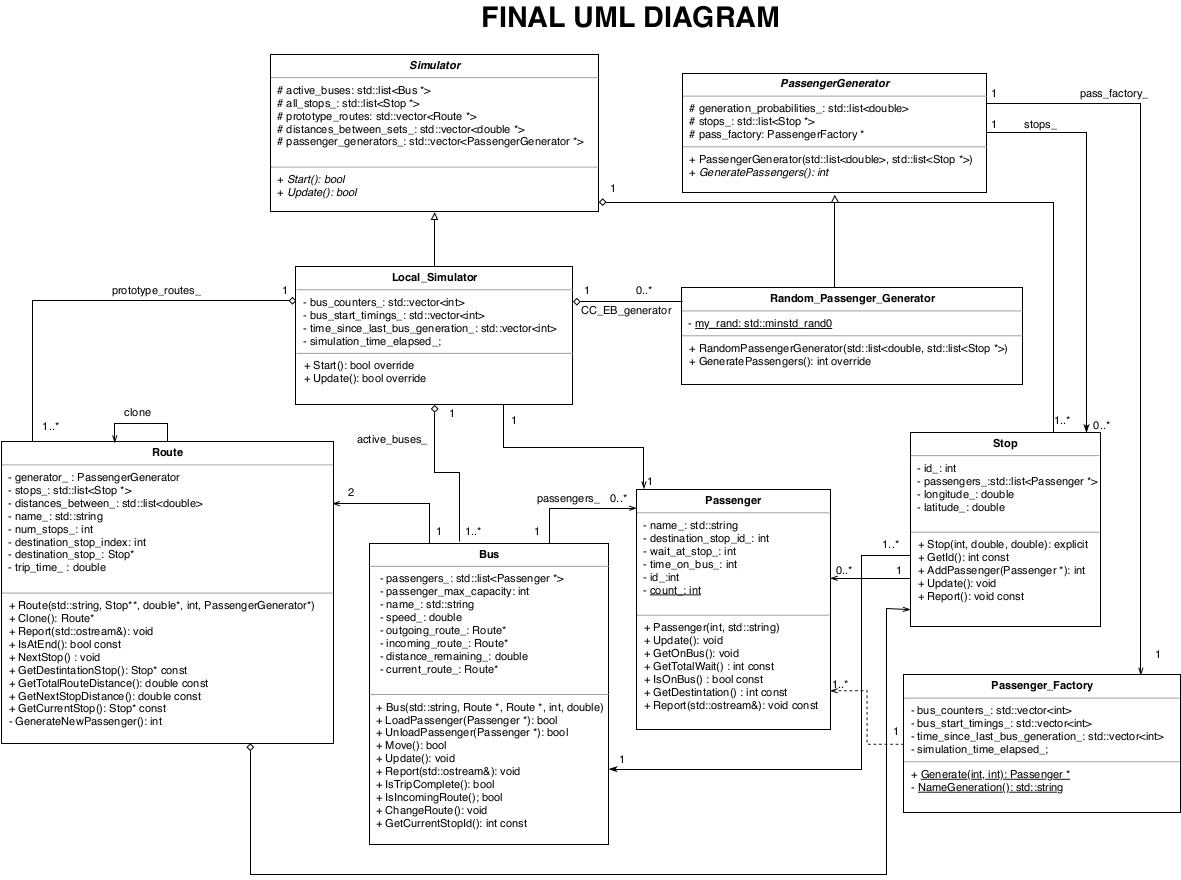 FINAL UML DIAGRAM
Simulator
# active_buses: std::list<Bus *>
# all_stops_: std::list<Stop *>
# prototype_routes: std::vector<Route *>
# distances_between_sets_: std::vector<double *>
# passenger_generators_: std::vector<PassengerGenerator *>
+ Start(): bool
+ Update(): bool
PassengerGenerator
# generation_probabilities_: std::list<double>
# stops_: std::list<Stop *>
# pass_factory: PassengerFactory *
+ PassengerGenerator(std::list<double>, std::list<Stop *>)
+ GeneratePassengers(): int
1
pass_factory_
1
stops_
1
Local_Simulator
- bus_counters_: std::vector<int>
- bus_start_timings_: std::vector<int>
- time_since_last_bus_generation_: std::vector<int>
- simulation_time_elapsed_;
+ Start(): bool override
+ Update(): bool override
prototype_routes_
1
1
0..*
CC_EB_generator
Random_Passenger_Generator
- my_rand: std::minstd_rand0
+ RandomPassengerGenerator(std::list<double, std::list<Stop *>)
+ GeneratePassengers(): int override
1..*
clone
active_buses_
1
1
1..*
0..*
Route
- generator_ : PassengerGenerator
- stops_: std::list<Stop *>
- distances_between_: std::list<double>
- name_: std::string
- num_stops_: int
- destination_stop_index: int
- destination_stop_: Stop*
- trip_time_ : double
+ Route(std::string, Stop**, double*, int, PassengerGenerator*)
+ Clone(): Route*
+ Report(std::ostream&): void
+ IsAtEnd(): bool const
+ NextStop() : void
+ GetDestintationStop(): Stop* const
+ GetTotalRouteDistance(): double const
+ GetNextStopDistance(): double const
+ GetCurrentStop(): Stop* const
- GenerateNewPassenger(): int
2
1
1..*
1
passengers_
0..*
1
Bus
- passengers_: std::list<Passenger *>
- passenger_max_capacity: int
- name_: std::string
- speed_: double
- outgoing_route_: Route*
- incoming_route_: Route*
- distance_remaining_: double
- current_route_: Route*
+ Bus(std::string, Route *, Route *, int, double)
+ LoadPassenger(Passenger *): bool
+ UnloadPassenger(Passenger *): bool
+ Move(): bool
+ Update(): void
+ Report(std::ostream&): void
+ IsTripComplete(): bool
+ IsIncomingRoute(); bool
+ ChangeRoute(): void
+ GetCurrentStopId(): int const
Passenger
- name_: std::string
- destination_stop_id_: int
- wait_at_stop_: int
- time_on_bus_: int
- id_:int
- count_: int
+ Passenger(int, std::string)
+ Update(): void
+ GetOnBus(): void
+ GetTotalWait() : int const
+ IsOnBus() : bool const
+ GetDestintation() : int const
+ Report(std::ostream&): void const
Stop
- id_: int
- passengers_:std::list<Passenger *>
- longitude_: double
- latitude_: double
+ Stop(int, double, double): explicit
+ GetId(): int const
+ AddPassenger(Passenger *): int
+ Update(): void
+ Report(): void const
1..*
0..*
1
1..*
1
1
1
Passenger_Factory
- bus_counters_: std::vector<int>
- bus_start_timings_: std::vector<int>
- time_since_last_bus_generation_: std::vector<int>
- simulation_time_elapsed_;
+ Generate(int, int): Passenger *
- NameGeneration(): std::string